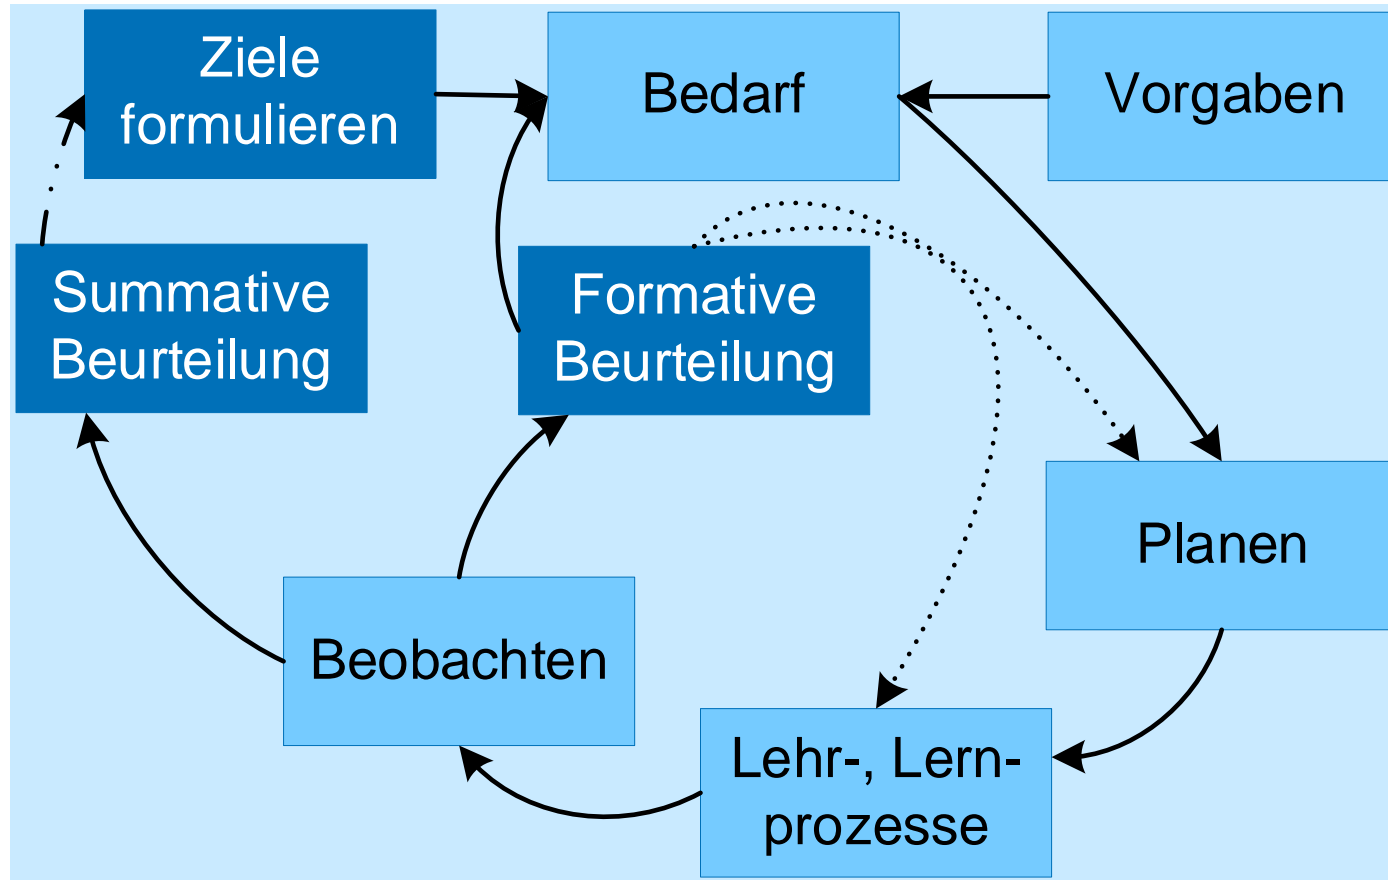 Ziele
formulieren
Bedarf
Vorgaben
Summative
Beurteilung
Formative
Beurteilung
Planen
Beobachten
Lehr-, Lern-
prozesse